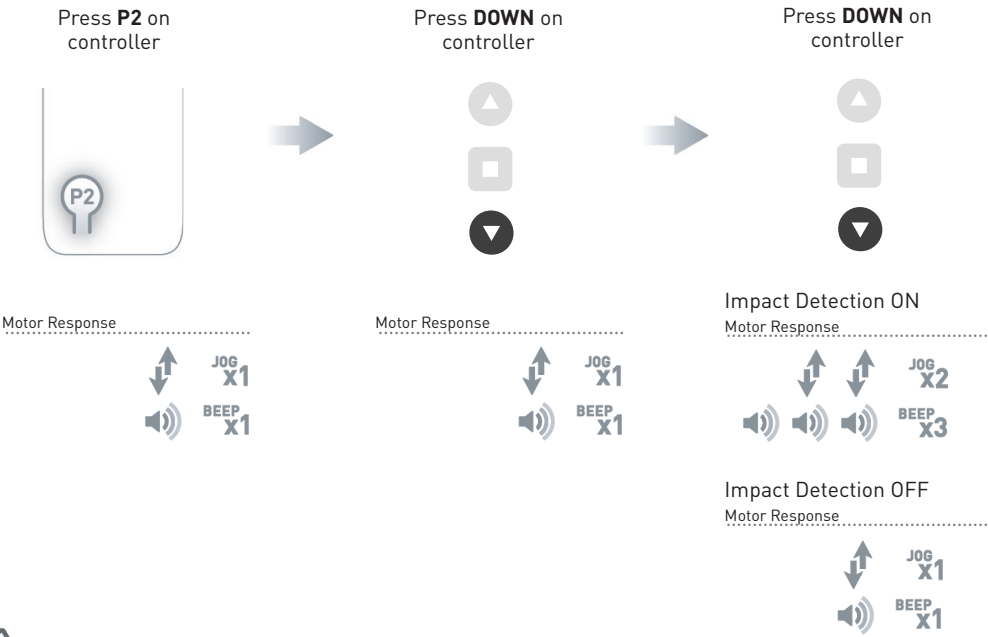 Press P2 on
controller
P2
Motor Response
JOG
X1
BEEP
X1
Press DOWN on
controller
Motor Response
JOG
X1
BEEP
X1
Press DOWN on
controller
Impact Detection ON
Motor Response
JOG
X2
BEEP
X3
Impact Detection OFF
Motor Response
JOG
X1
BEEP
X1